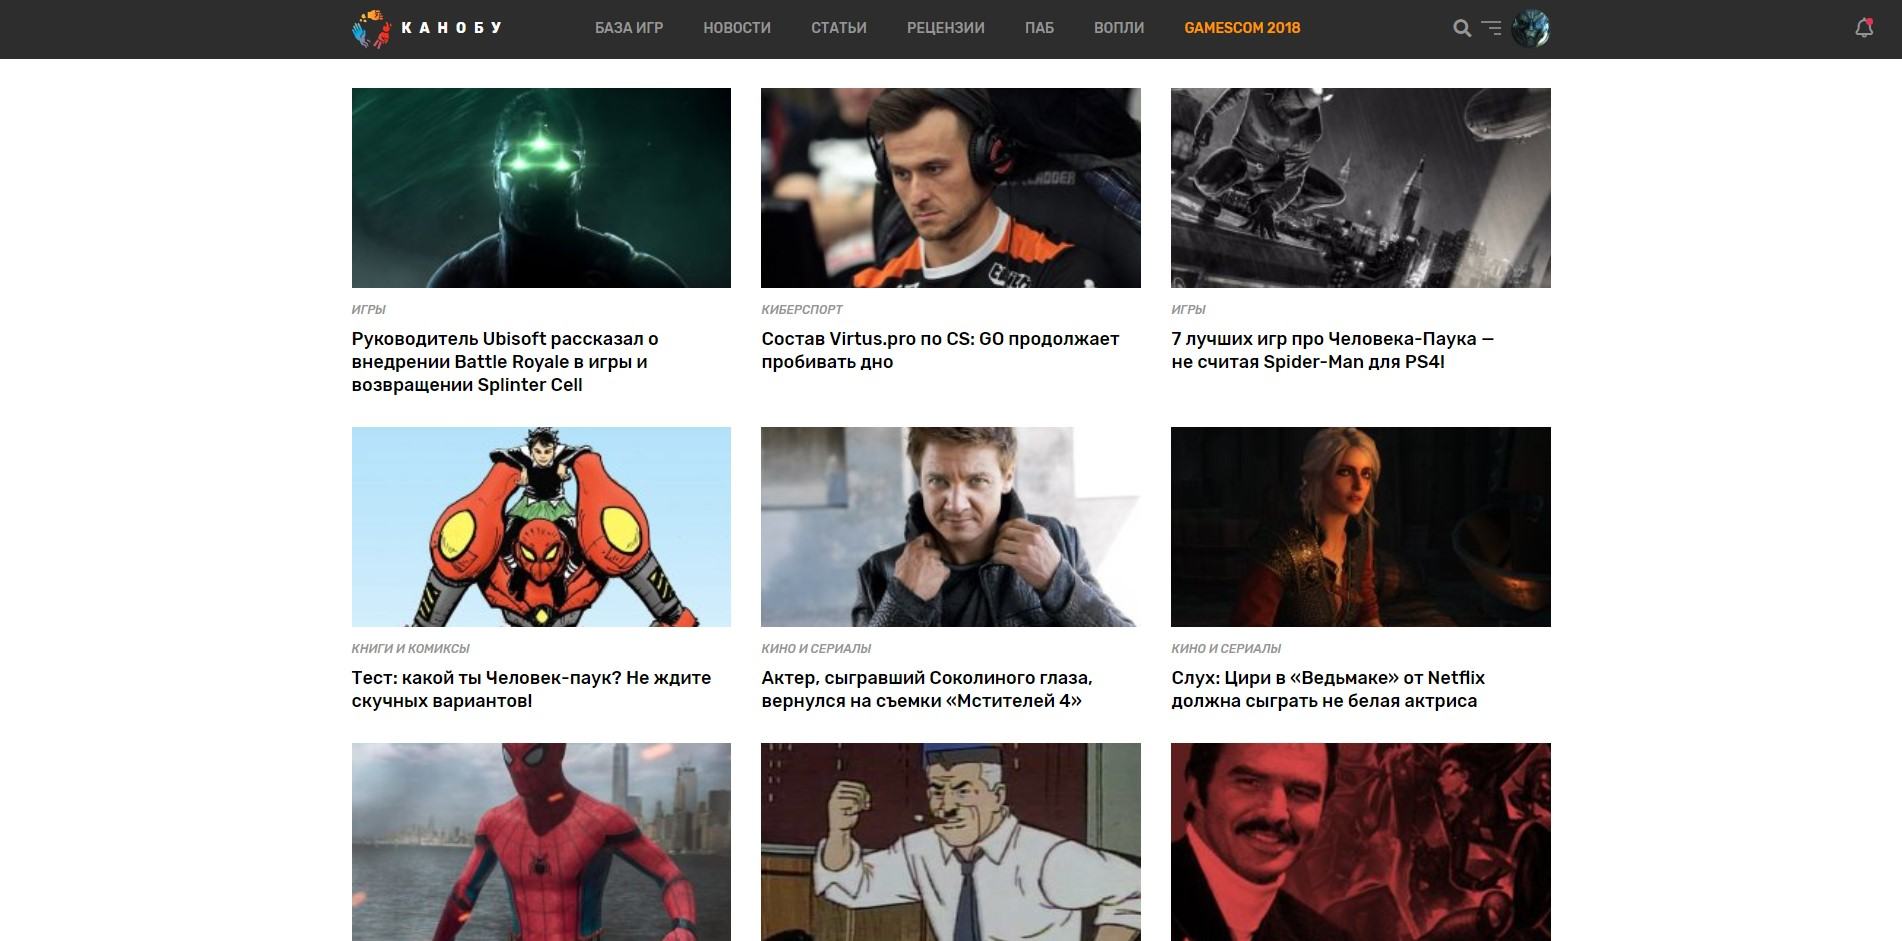 КАНОБУ
БАЗА ИГР
НОВОСТИ
СТАТЬИ
РЕЦЕНЗИИ
ПАБ
ВОПЛИ
GAMESCOM 2018
ИГРЫ
Руководитель Ubisoft рассказал о
внедрении Battle Royale в игры и
возвращении Splinter Cell
КИБЕРСПОРТ
Состав Virtus.pro по CS: GO продолжает
пробивать дно
ИГРЫ
7 лучших игр про Человека-Паука —
не считая Spider-Man для PS4!
КНИГИ И КОМИКСЫ
Тест: какой ты Человек-паук? Не ждите
скучных вариантов!
КИНО И СЕРИАЛЫ
Актер, сыгравший Соколиного глаза,
вернулся на съемки «Мстителей 4»
КИНО И СЕРИАЛЫ
Слух: Цири в «Ведьмаке» от Netflix
должна сыграть не белая актриса